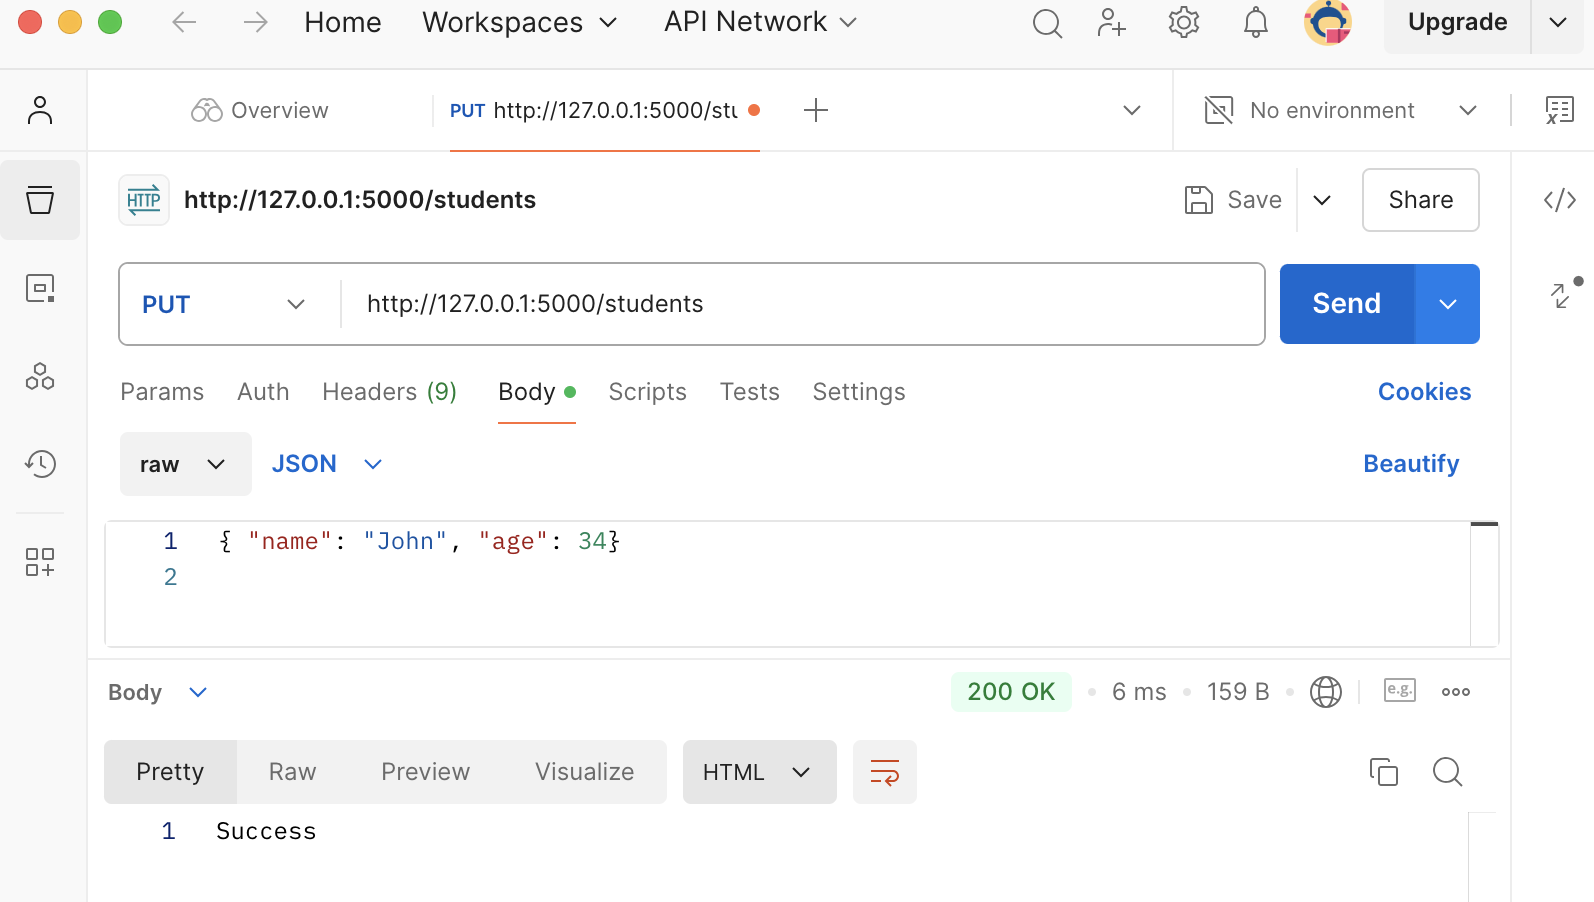 Home Workspaces API Network Upgrade
Overview PUT http://127.0.0.1:5000/stu No environment
HTTP http://127.0.0.1:5000/students Save Share
PUT http://127.0.0.1:5000/students Send
Params Auth Headers (9) Body Scripts Tests Settings Cookies
raw JSON Beautify
1 { "name": "John", "age": 34}
2
Body 200 OK 6 ms 159 B e.g.
Pretty Raw Preview Visualize HTML
1 Success